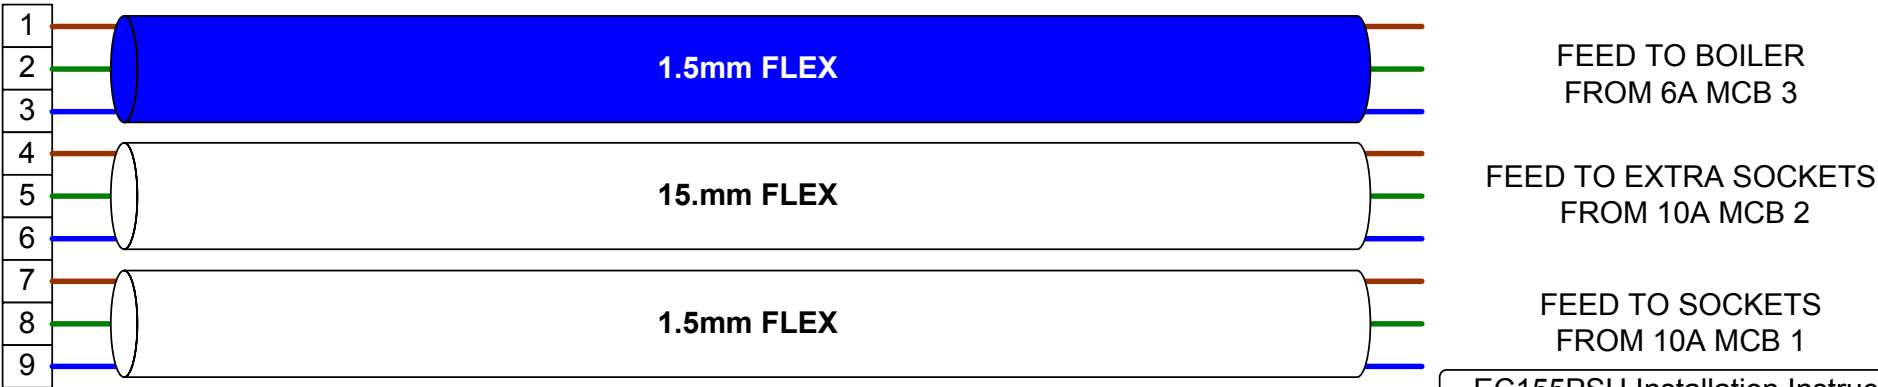 1
2
3
4
5
6
7
8
9
1.5mm FLEX
FEED TO BOILER
FROM 6A MCB 3
15.mm FLEX
FEED TO EXTRA SOCKETS
FROM 10A MCB 2
1.5mm FLEX
FEED TO SOCKETS
FROM 10A MCB 1